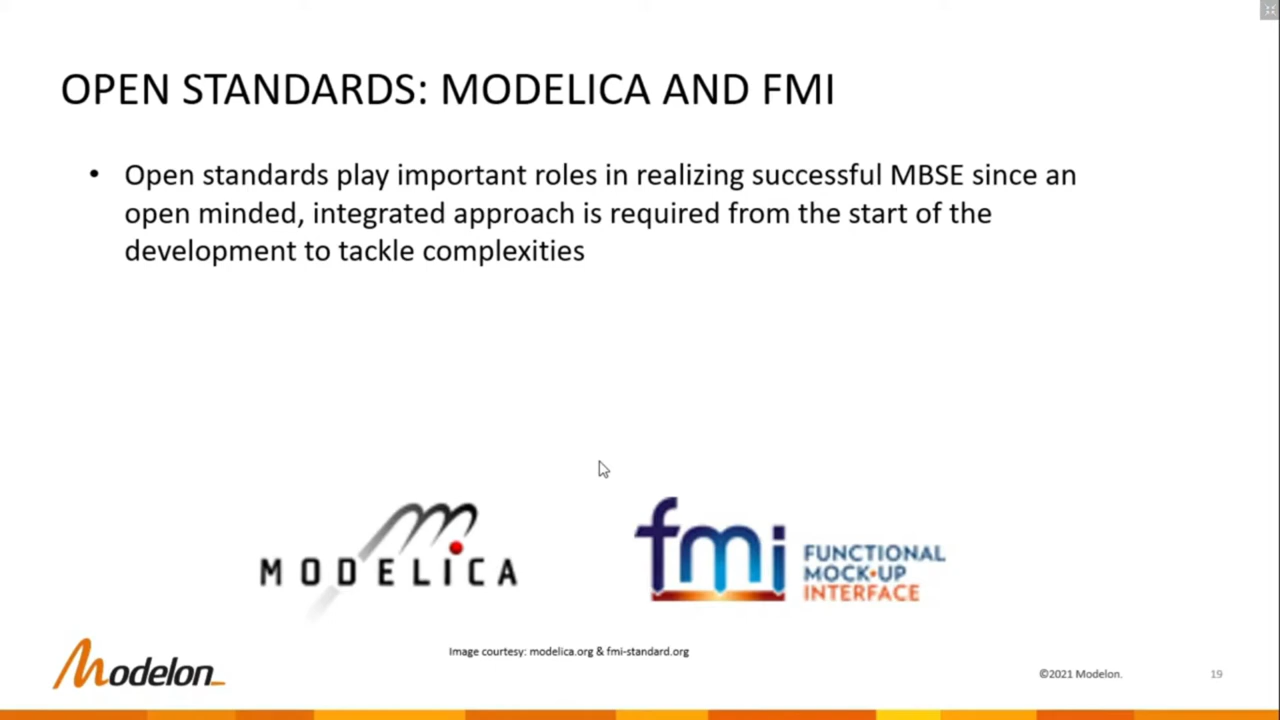 OPEN STANDARDS: MODELICA AND FMI
• Open standards play important roles in realizing successful MBSE since an
open minded, integrated approach is required from the start of the
development to tackle complexities
MODELICA
fmi
FUNCTIONAL
MOCK-UP
INTERFACE
Image courtesy: modelica.org & fmi-standard.org
Modelon
©2021 Modelon.
19